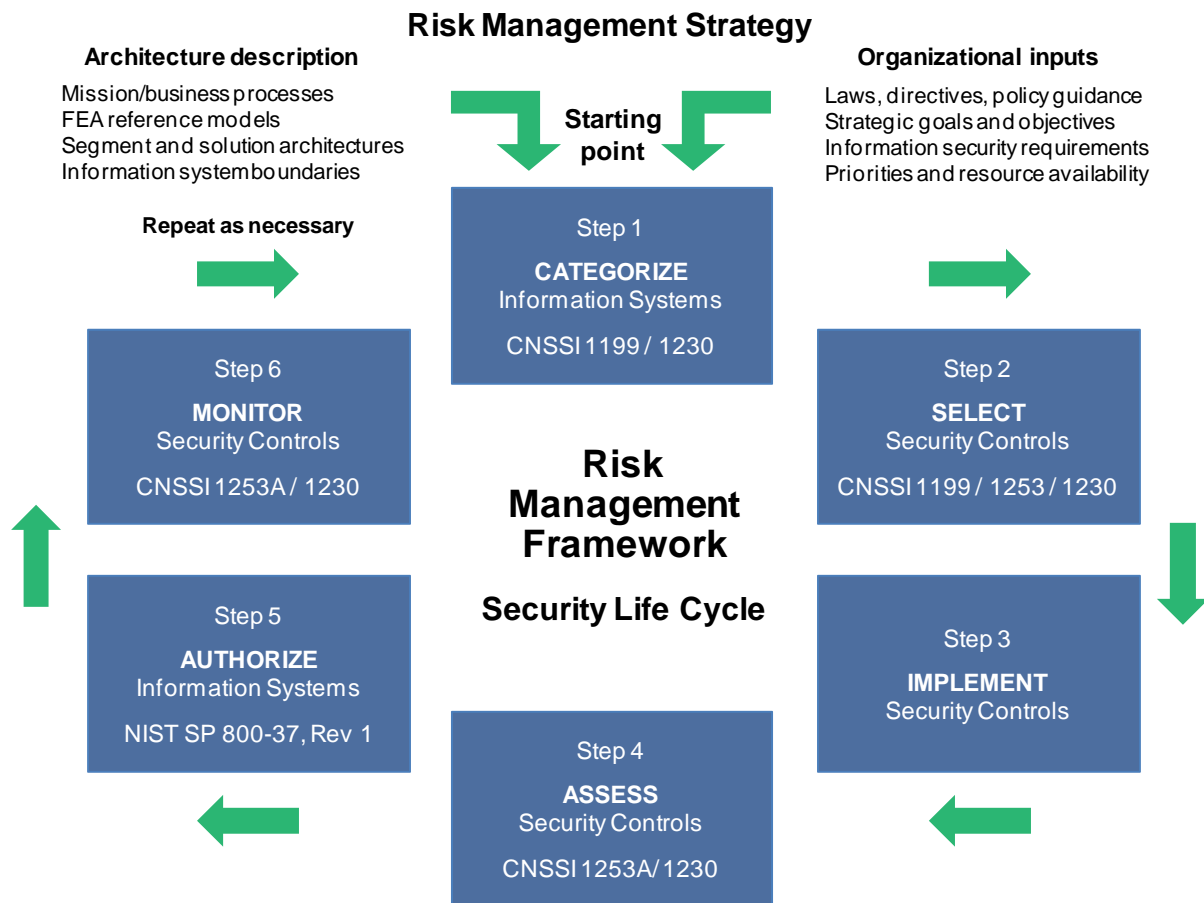 Risk Management Strategy
Architecture description
Mission/business processes
FEA reference models
Segment and solution architectures
Information system boundaries
Organizational inputs
Laws, directives, policy guidance
Strategic goals and objectives
Information security requirements
Priorities and resource availability
Starting
point
Repeat as necessary
Step 1
CATEGORIZE
Information Systems
CNSSI 1199 / 1230
Step 2
SELECT
Security Controls
CNSSI 1199 / 1253 / 1230
Step 3
IMPLEMENT
Security Controls
Step 4
ASSESS
Security Controls
CNSSI 1253A/ 1230
Step 5
AUTHORIZE
Information Systems
NIST SP 800-37, Rev 1
Step 6
MONITOR
Security Controls
CNSSI 1253A / 1230
Risk
Management
Framework
Security Life Cycle